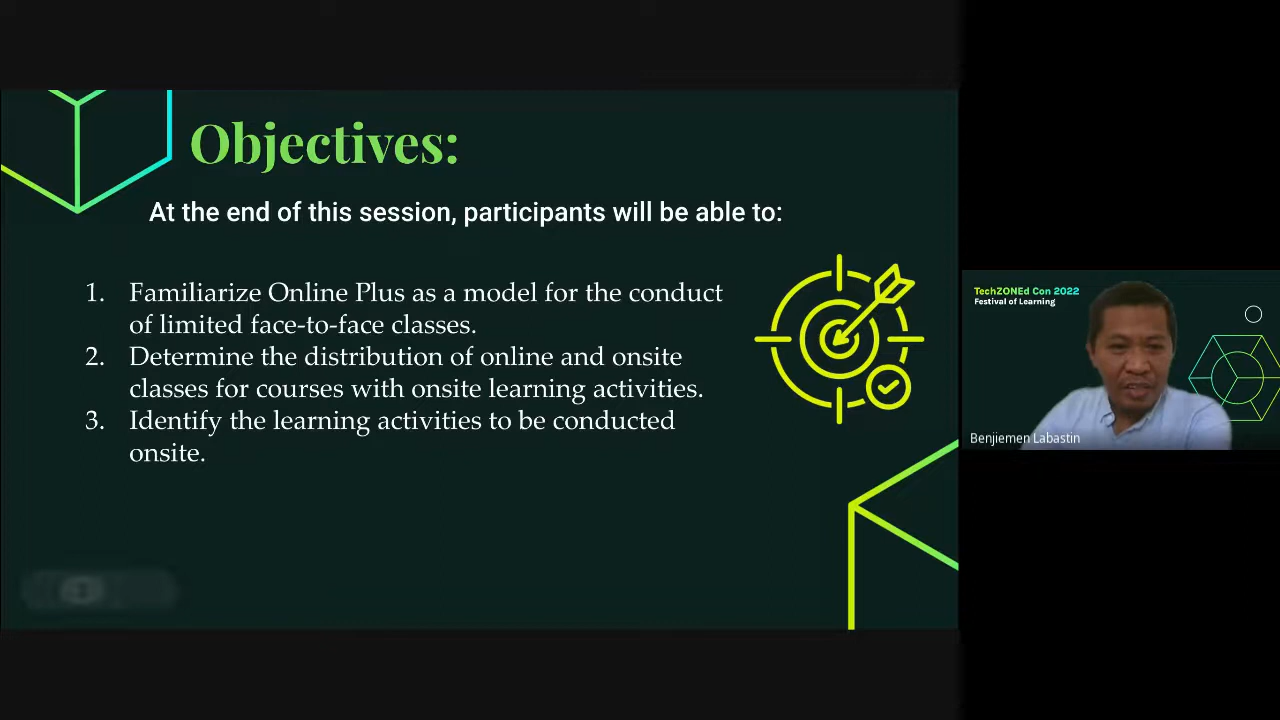 Objectives:
At the end of this session, participants will be able to:
1. Familiarize Online Plus as a model for the conduct
of limited face-to-face classes.
2. Determine the distribution of online and onsite
classes for courses with onsite learning activities.
3. Identify the learning activities to be conducted
onsite.
TechZONEd Con 2022
Festival of Learning
Benjiemen Labastin